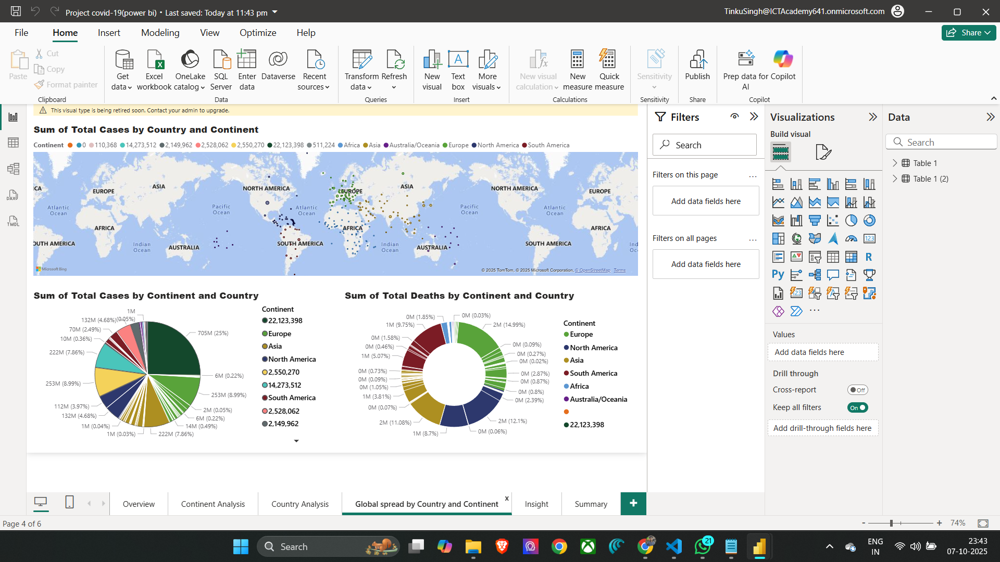 Project covid-19(power bi) • Last saved: Today at 11:43 pm
TinkuSingh@ICTAcademy641.onmicrosoft.com
File Home Insert Modeling View Optimize Help
Share
Paste
Cut
Copy
Format painter
Clipboard
Get data
Excel workbook
OneLake catalog
SQL Server
Enter data
Dataverse
Recent sources
Data
Transform data
Refresh
Queries
New visual
Text box
More visuals
Insert
New visual calculation
New measure
Quick measure
Calculations
Sensitivity
Sensitivity
Publish
Share
Prep data for AI
Copilot
Copilot
This visual type is being retired soon. Contact your admin to upgrade.
Sum of Total Cases by Country and Continent
Continent 0 110,368 14,273,512 2,149,962 2,528,062 2,550,270 22,123,398 511,224 Africa Asia Australia/Oceania Europe North America South America
CA
EUROPE
ASIA
NORTH AMERICA
EUROPE
ASIA
NORTH AMERICA
EUROPE
Atlantic Ocean
Pacific Ocean
Atlantic Ocean
Pacific Ocean
Atlantic Ocean
AFRICA
AFRICA
AFRICA
OUTH AMERICA
Indian Ocean
AUSTRALIA
SOUTH AMERICA
Indian Ocean
AUSTRALIA
SOUTH AMERICA
Ind
Oc
Microsoft Bing
© 2025 TomTom, © 2025 Microsoft Corporation, © OpenStreetMap Terms
Sum of Total Cases by Continent and Country
1M
(0.05%)
132M (4.68%)
70M (2.49%)
10M (0.36%)
222M (7.86%)
253M (8.99%)
112M (3.97%)
132M (4.68%)
1M (0.04%)
1M (0.03%)
705M (25%)
6M (0.22%)
253M (8.99%)
2M (0.05%)
6M (0.22%)
14M (0.49%)
222M (7.86%)
Continent
22,123,398
Europe
Asia
North America
2,550,270
14,273,512
South America
2,528,062
2,149,962
Sum of Total Deaths by Continent and Country
0M (1.85%)
1M (9.75%)
0M (1.58%)
0M (0.46%)
1M (5.07%)
0M (0.73%)
0M (0.09%)
0M (1.05%)
1M (3.81%)
0M (0.07%)
2M (11.08%)
1M (8.7%)
0M (0.03%)
2M (14.99%)
0M (0.09%)
0M (0.27%)
0M (0.02%)
0M (2.87%)
0M (0.87%)
0M (0.8%)
0M (2.39%)
2M (12.1%)
0M (0.06%)
Continent
Europe
North America
Asia
South America
Africa
Australia/Oceania
22,123,398
Filters
Search
Filters on this page
...
Add data fields here
Filters on all pages
...
Add data fields here
Visualizations
Build visual
123
R
Py
123
...
Values
Add data fields here
Drill through
Cross-report
Off
Keep all filters
On
Add drill-through fields here
Data
Search
Table 1
Table 1 (2)
DAX
TMDL
Overview
Continent Analysis
Country Analysis
Global spread by Country and Continent
x
Insight
Summary
+
Page 4 of 6
- + 74%
Search
21
ENG
IN
23:43
07-10-2025